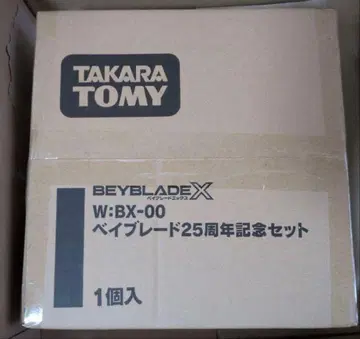 TAKARA
TOMY
BEYBLADE X
ベイブレードエックス
W:BX-00
ベイブレード25周年記念セット
1個入